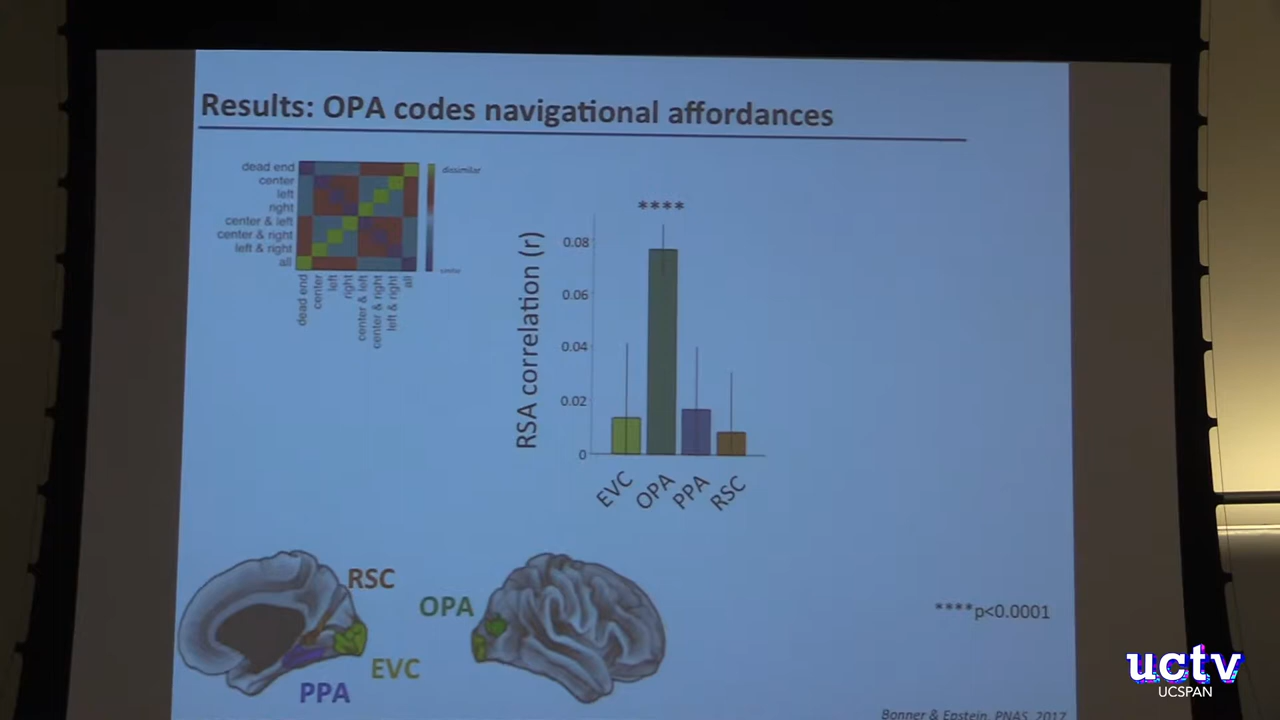 Results: OPA codes navigational affordances
dead end
center
left
right
center & left
center & right
left & right
all
dissimilar
similar
dead end
center
left
right
center & left
center & right
left & right
all
RSA correlation (r)
****
0.08
0.06
0.04
0.02
0
EVC
OPA
PPA
RSC
RSC
OPA
EVC
PPA
****p<0.0001
Bonner & Epstein, PNAS, 2017
uctv
UCSPAN